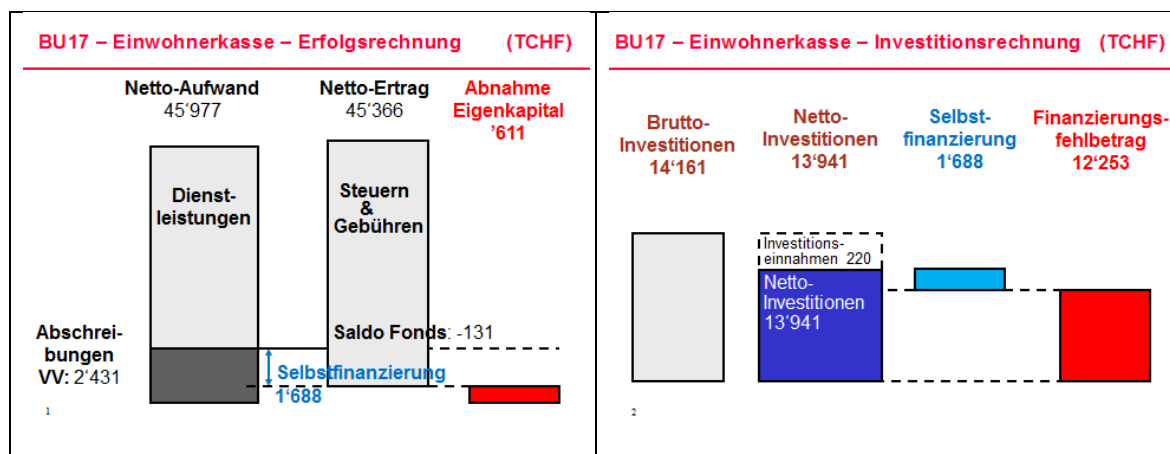 BU17 – Einwohnerkasse – Erfolgsrechnung (TCHF)
Netto-Aufwand
45‘977
Netto-Ertrag
45‘366
Abnahme
Eigenkapital
’611
Dienst-
leistungen
Steuern
&
Gebühren
Saldo Fonds: -131
Abschrei-
bungen
VV: 2‘431
Selbstfinanzierung
1‘688
1
BU17 – Einwohnerkasse – Investitionsrechnung (TCHF)
Brutto-
Investitionen
14‘161
Netto-
Investitionen
13‘941
Selbst-
finanzierung
1‘688
Finanzierungs-
fehlbetrag
12‘253
Investitions-
einnahmen 220
Netto-
Investitionen
13‘941
2